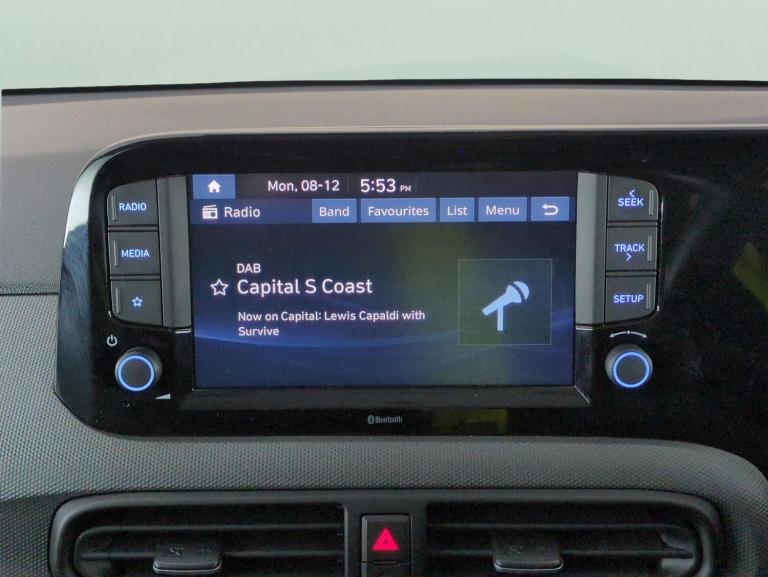 Mon, 08-12 5:53 PM
RADIO
Radio
Band
Favourites
List
Menu
SEEK
MEDIA
TRACK
DAB
Capital S Coast
SETUP
Now on Capital: Lewis Capaldi with
Survive
Bluetooth